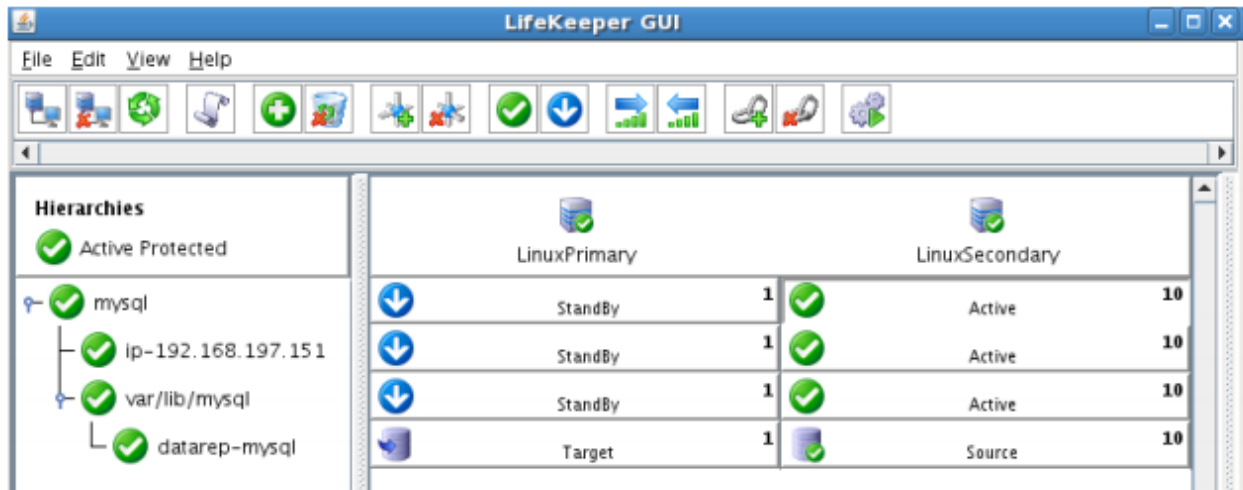 LifeKeeper GUI
File Edit View Help
Hierarchies
Active Protected
LinuxPrimary LinuxSecondary
mysql StandBy 1 Active 10
ip-192.168.197.151 StandBy 1 Active 10
var/lib/mysql StandBy 1 Active 10
datarep-mysql Target 1 Source 10